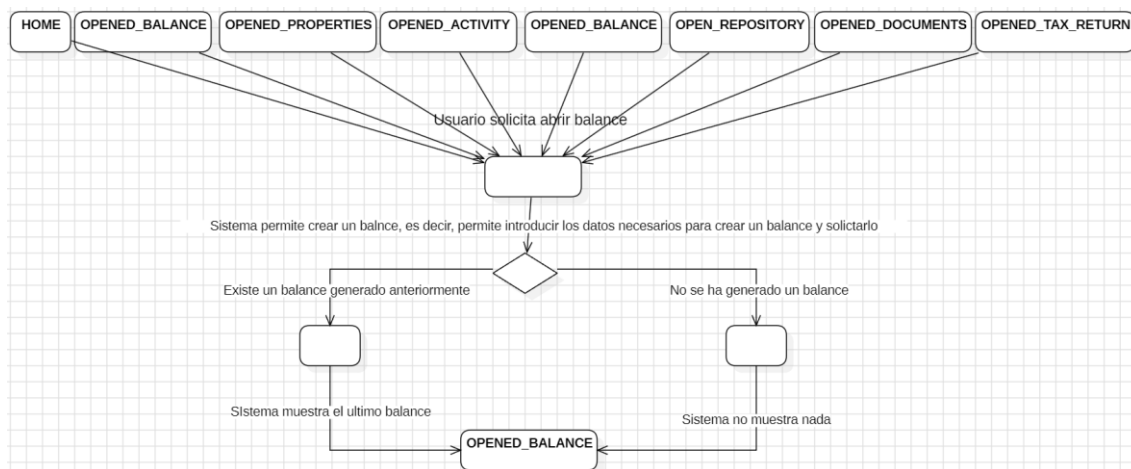 HOME
OPENED_BALANCE
OPENED_PROPERTIES
OPENED_ACTIVITY
OPENED_BALANCE
OPEN_REPOSITORY
OPENED_DOCUMENTS
OPENED_TAX_RETURN
Usuario solicita abrir balance
Sistema permite crear un balnce, es decir, permite introducir los datos necesarios para crear un balance y solictarlo
Existe un balance generado anteriormente
No se ha generado un balance
SIstema muestra el ultimo balance
Sistema no muestra nada
OPENED_BALANCE